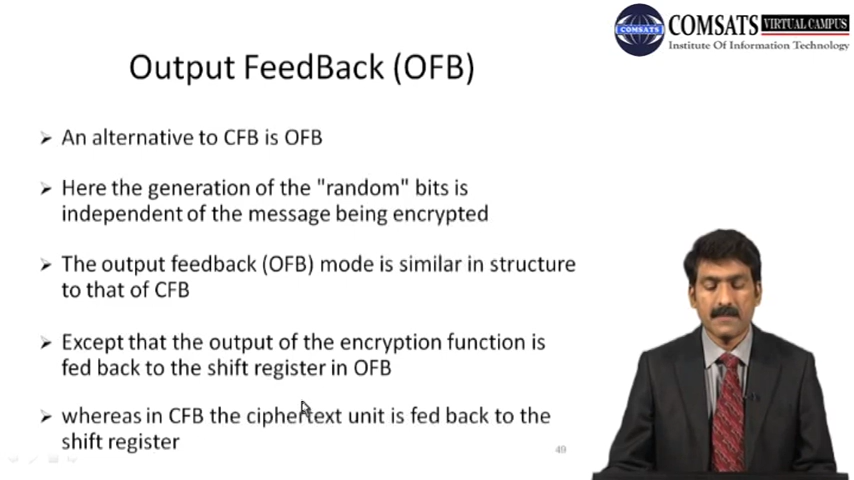 COMSATS VIRTUAL CAMPUS
Institute Of Information Technology
Output FeedBack (OFB)
An alternative to CFB is OFB
Here the generation of the "random" bits is
independent of the message being encrypted
The output feedback (OFB) mode is similar in structure
to that of CFB
Except that the output of the encryption function is
fed back to the shift register in OFB
whereas in CFB the ciphertext unit is fed back to the
shift register
49